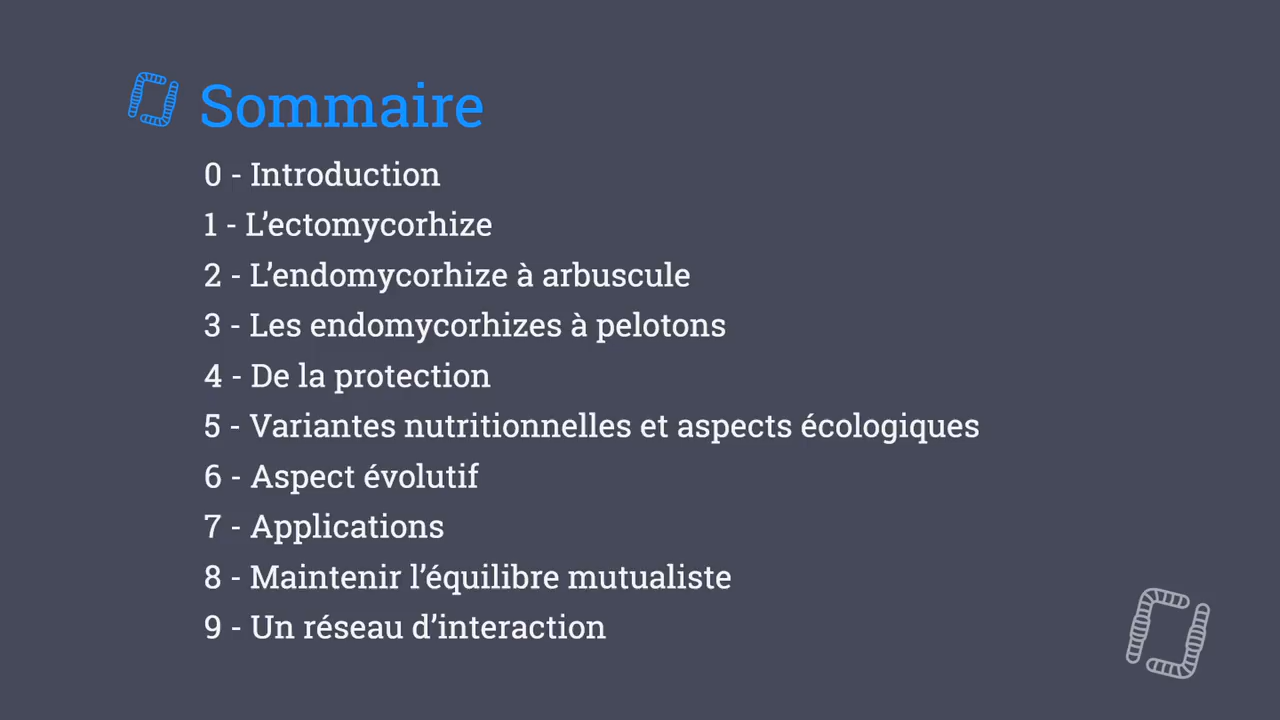 Sommaire
0 - Introduction
1 - L’ectomycorhize
2 - L’endomycorhize à arbuscule
3 - Les endomycorhizes à pelotons
4 - De la protection
5 - Variantes nutritionnelles et aspects écologiques
6 - Aspect évolutif
7 - Applications
8 - Maintenir l’équilibre mutualiste
9 - Un réseau d’interaction